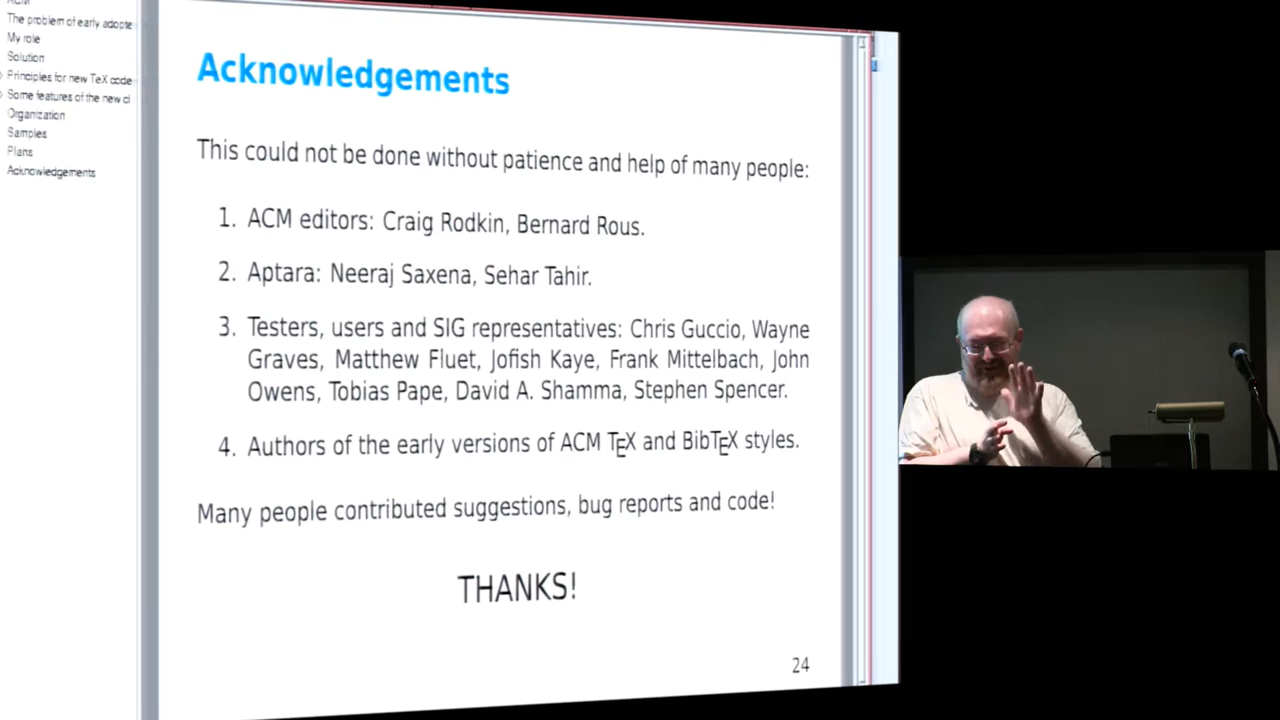 ACM
The problem of early adopte
My role
Solution
Principles for new TeX code
Some features of the new cl
Organization
Samples
Plans
Acknowledgements
Acknowledgements
This could not be done without patience and help of many people:
1. ACM editors: Craig Rodkin, Bernard Rous.
2. Aptara: Neeraj Saxena, Sehar Tahir.
3. Testers, users and SIG representatives: Chris Guccio, Wayne
Graves, Matthew Fluet, Jofish Kaye, Frank Mittelbach, John
Owens, Tobias Pape, David A. Shamma, Stephen Spencer.
4. Authors of the early versions of ACM TEX and BibTEX styles.
Many people contributed suggestions, bug reports and code!
THANKS!
24